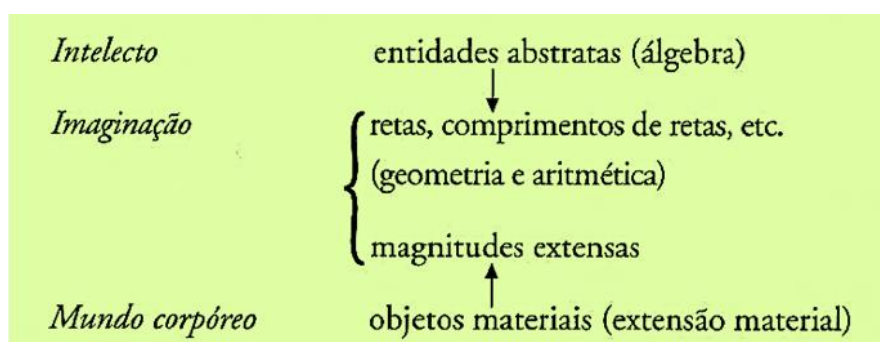 Intelecto entidades abstratas (álgebra)
Imaginação retas, comprimentos de retas, etc.
(geometria e aritmética)
magnitudes extensas
Mundo corpóreo objetos materiais (extensão material)